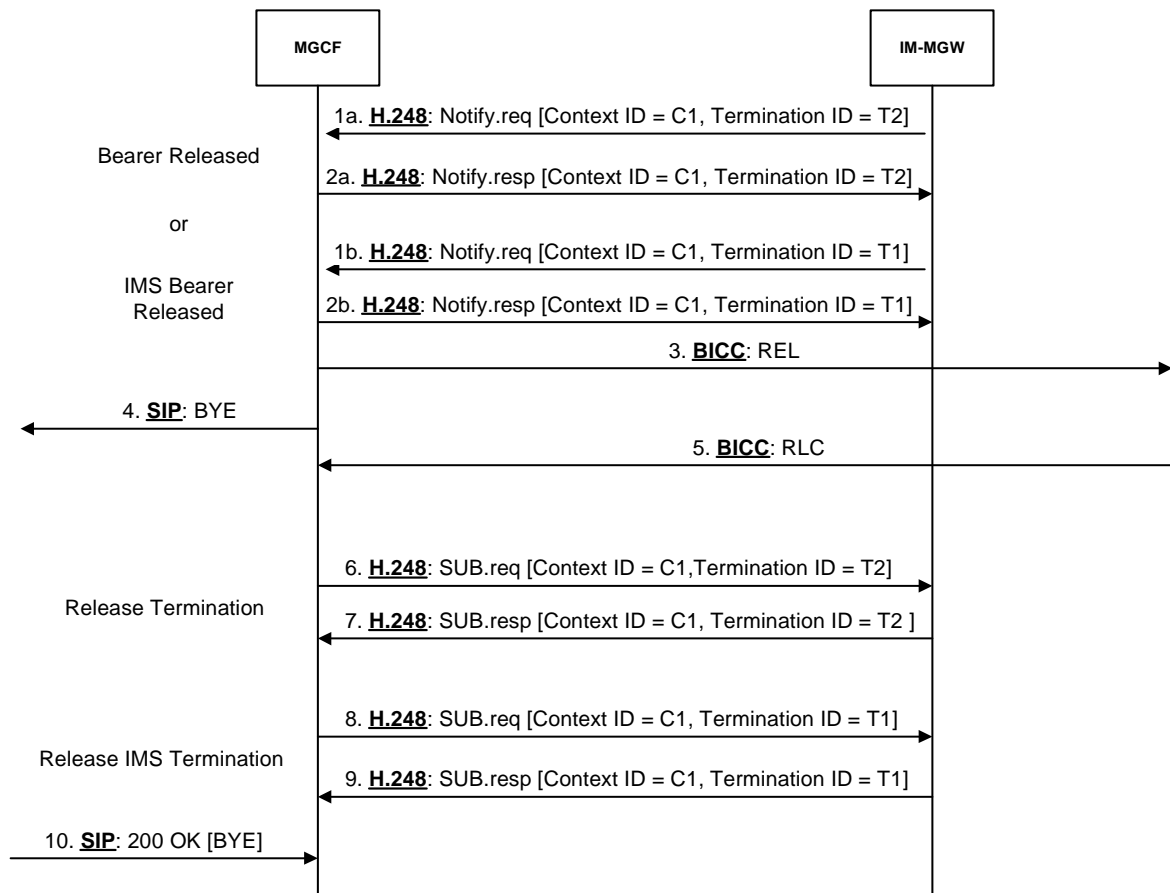 MGCF
IM-MGW
1a. H.248: Notify.req [Context ID = C1, Termination ID = T2]
Bearer Released
2a. H.248: Notify.resp [Context ID = C1, Termination ID = T2]
or
1b. H.248: Notify.req [Context ID = C1, Termination ID = T1]
IMS Bearer
Released
2b. H.248: Notify.resp [Context ID = C1, Termination ID = T1]
3. BICC: REL
4. SIP: BYE
5. BICC: RLC
6. H.248: SUB.req [Context ID = C1,Termination ID = T2]
Release Termination
7. H.248: SUB.resp [Context ID = C1, Termination ID = T2 ]
8. H.248: SUB.req [Context ID = C1, Termination ID = T1]
Release IMS Termination
9. H.248: SUB.resp [Context ID = C1, Termination ID = T1]
10. SIP: 200 OK [BYE]